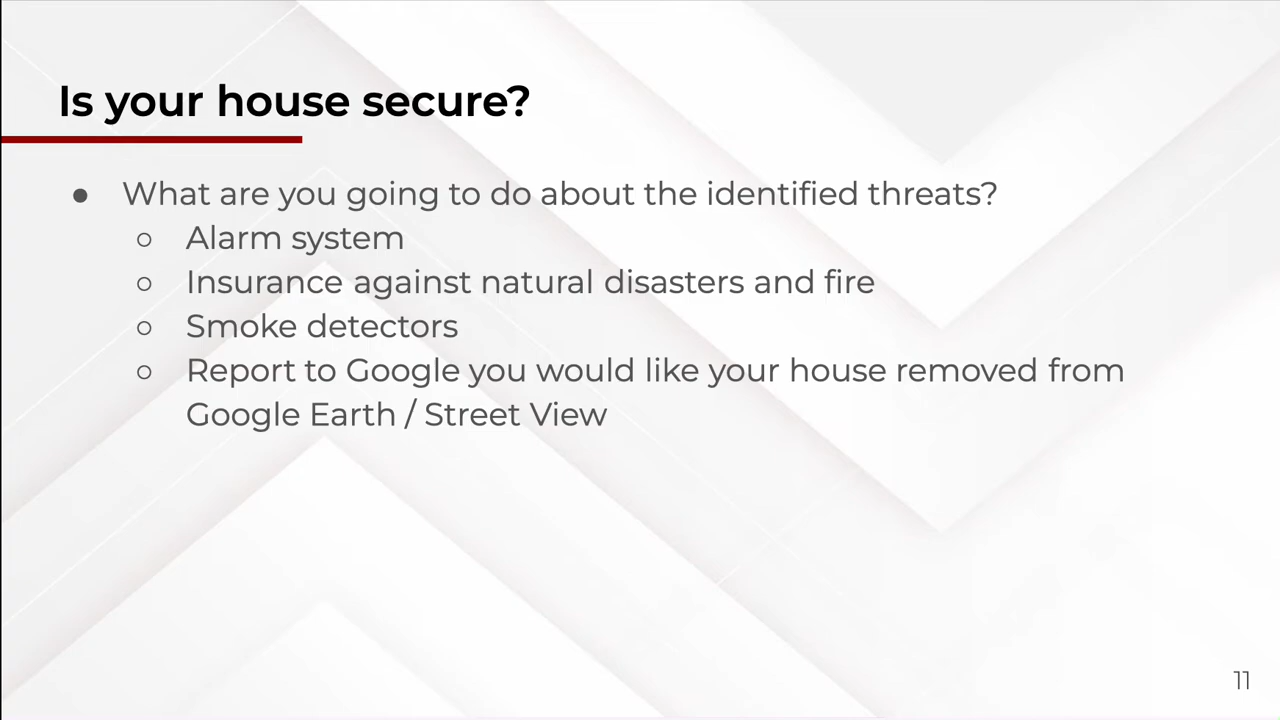 Is your house secure?
● What are you going to do about the identified threats?
○ Alarm system
○ Insurance against natural disasters and fire
○ Smoke detectors
○ Report to Google you would like your house removed from
Google Earth / Street View
11